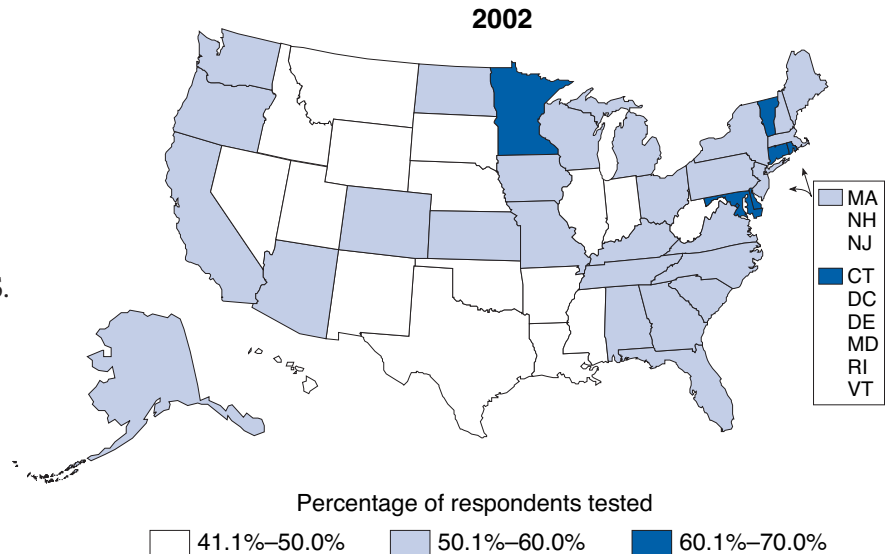 2002
s.
MA
NH
NJ
CT
DC
DE
MD
RI
VT
Percentage of respondents tested
41.1%–50.0%
50.1%–60.0%
60.1%–70.0%